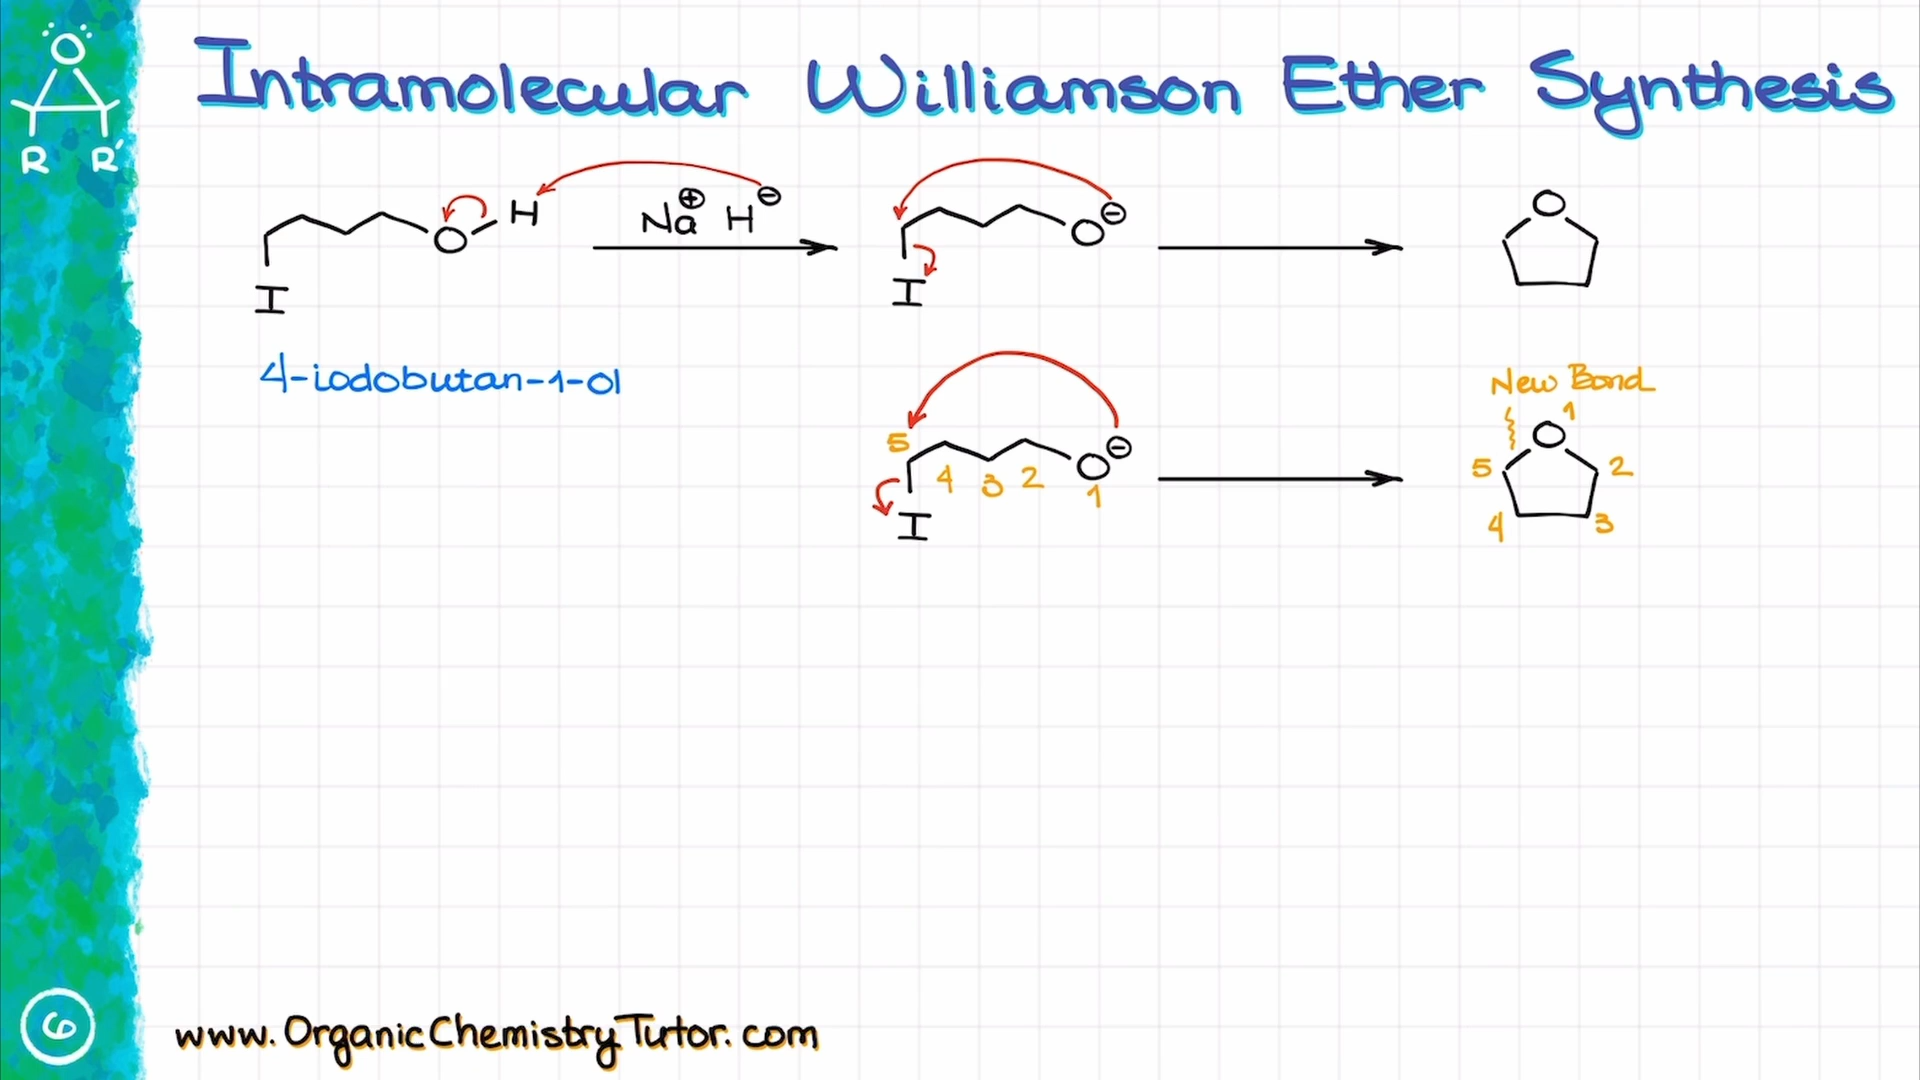 Intramolecular Williamson Ether Synthesis
O
R R'
H
O
I
Na⊕ H⊖
O⊖
I
O
4-iodobutan-1-ol
5
4 3 2 1
O⊖
I
New Bond
1
O
5 2
4 3
6
www.OrganicChemistryTutor.com